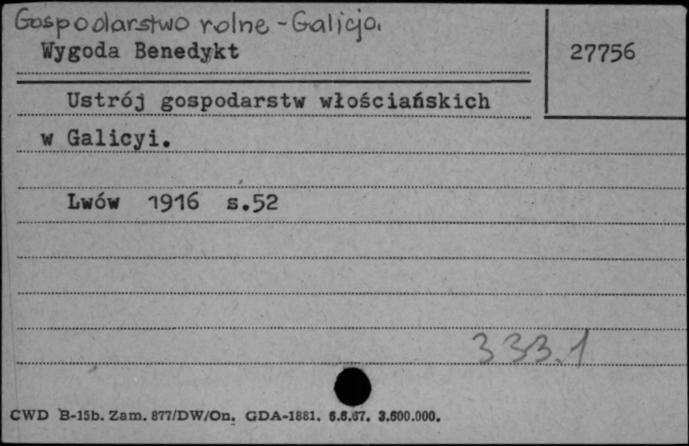 Gospodarstwo rolne - Galicja.
Wygoda Benedykt
27756
Ustrój gospodarstw włościańskich
w Galicyi.
Lwów 1916 s.52
333.1
CWD B-15b. Zam. 877/DW/On. GDA-1881. 6.6.67. 3.600.000.